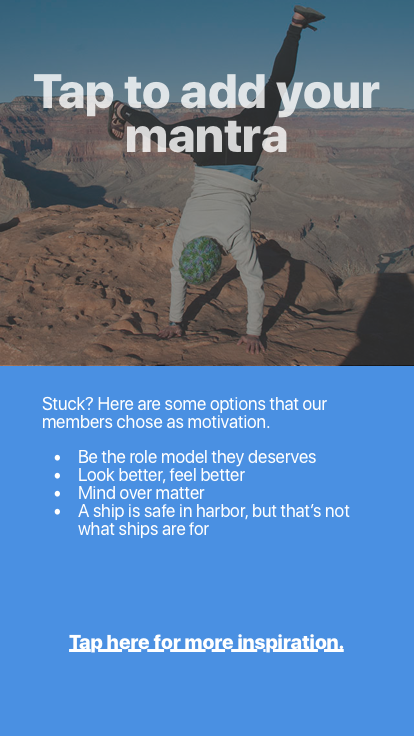 Tap to add your
mantra
Stuck? Here are some options that our
members chose as motivation.
• Be the role model they deserves
• Look better, feel better
• Mind over matter
• A ship is safe in harbor, but that’s not
what ships are for
Tap here for more inspiration.